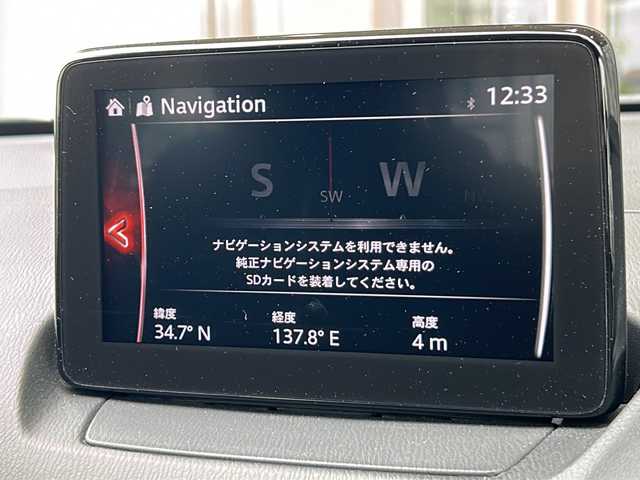 Navigation
12:33
S SW W
ナビゲーションシステムを利用できません。
純正ナビゲーションシステム専用の
SDカードを装着してください。
緯度 経度 高度
34.7° N 137.8° E 4 m